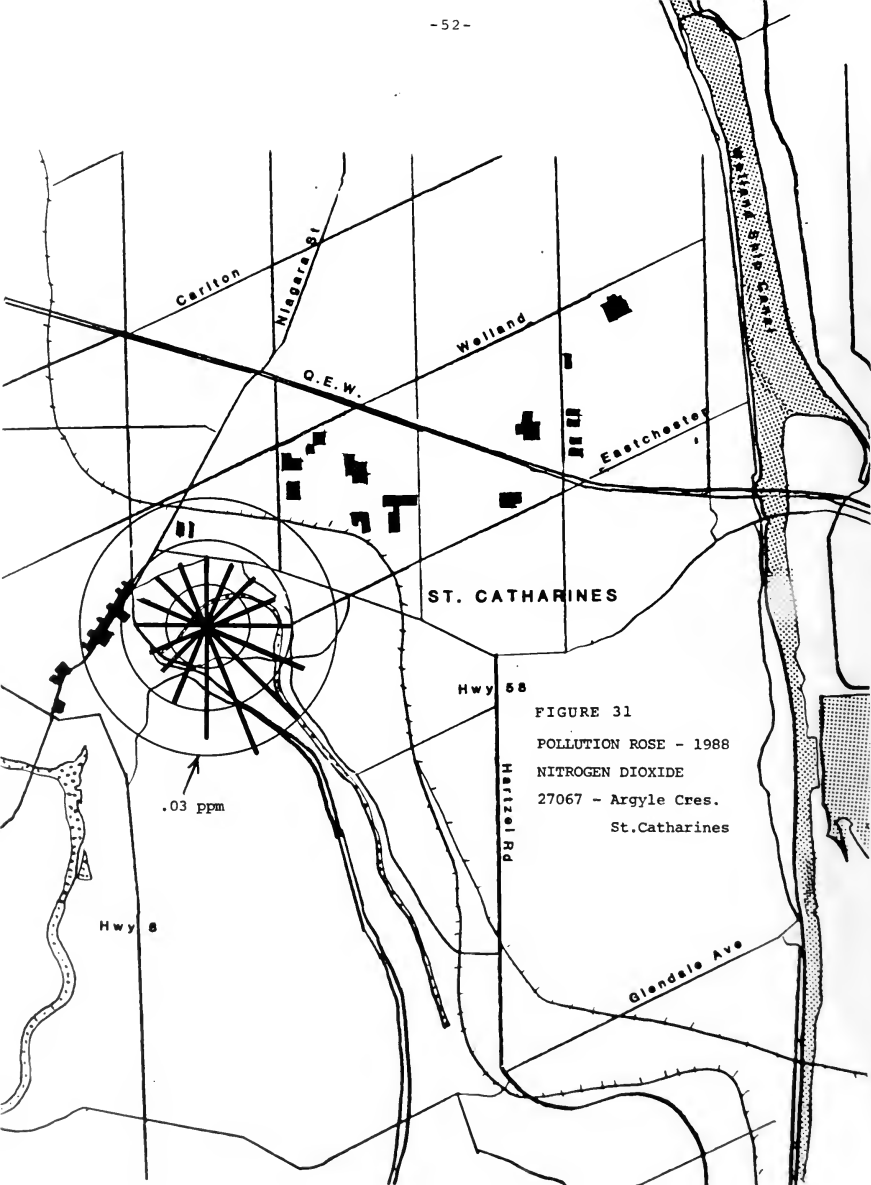 -52-
Welland Ship Canal
Niagara St
Carlton
Welland
Q.E.W.
Eastchester
ST. CATHARINES
Hwy 58
FIGURE 31
POLLUTION ROSE - 1988
NITROGEN DIOXIDE
27067 - Argyle Cres.
St.Catharines
.03 ppm
Hartzel Rd
Hwy 8
Glendale Ave